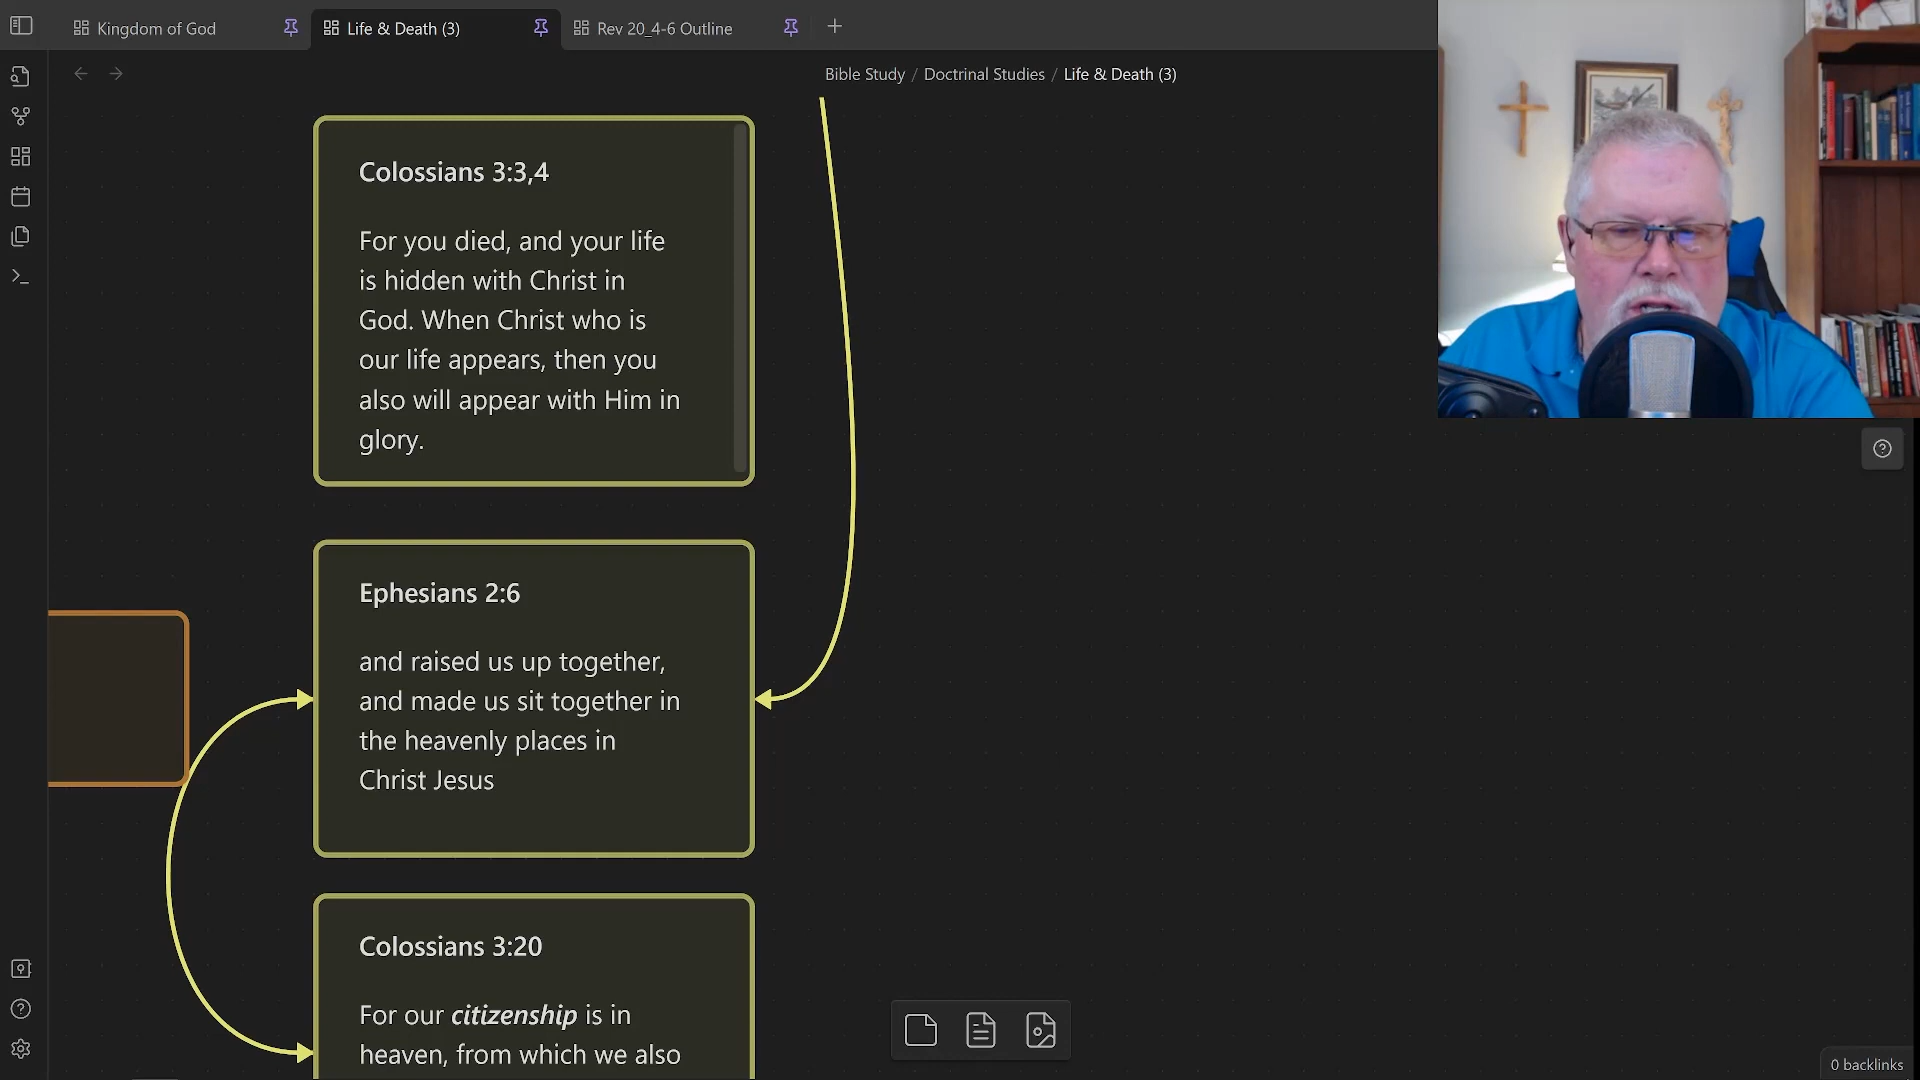 Kingdom of God
Life & Death (3)
Rev 20_4-6 Outline
Bible Study / Doctrinal Studies / Life & Death (3)
Colossians 3:3,4
For you died, and your life
is hidden with Christ in
God. When Christ who is
our life appears, then you
also will appear with Him in
glory.
Ephesians 2:6
and raised us up together,
and made us sit together in
the heavenly places in
Christ Jesus
Colossians 3:20
For our citizenship is in
heaven, from which we also
0 backlinks